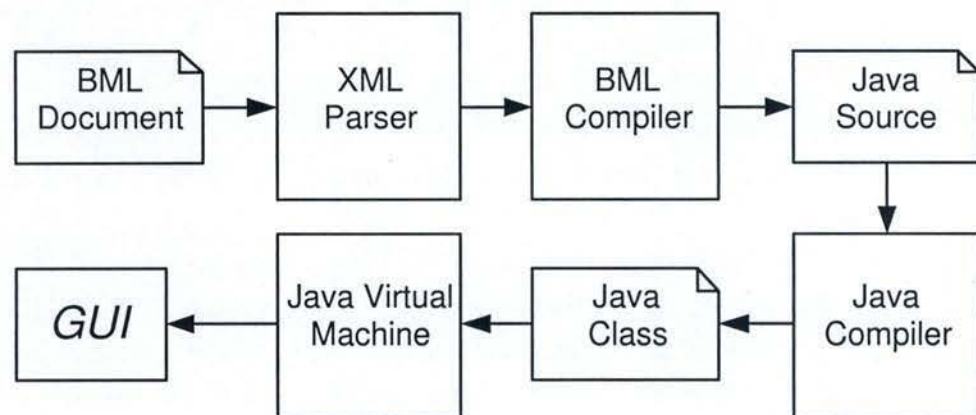 BML
Document
XML
Parser
BML
Compiler
Java
Source
Java
Compiler
Java
Class
Java Virtual
Machine
GUI